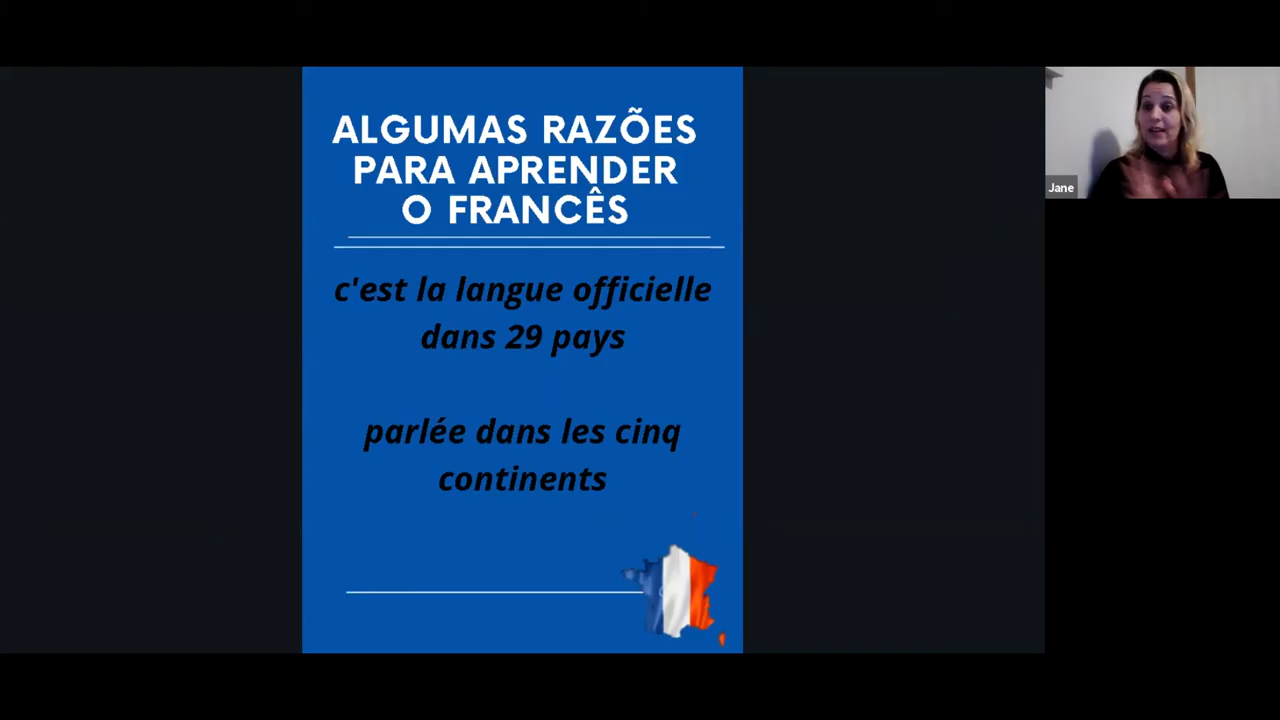 ALGUMAS RAZÕES
PARA APRENDER
O FRANCÊS
c'est la langue officielle
dans 29 pays
parlée dans les cinq
continents
Jane